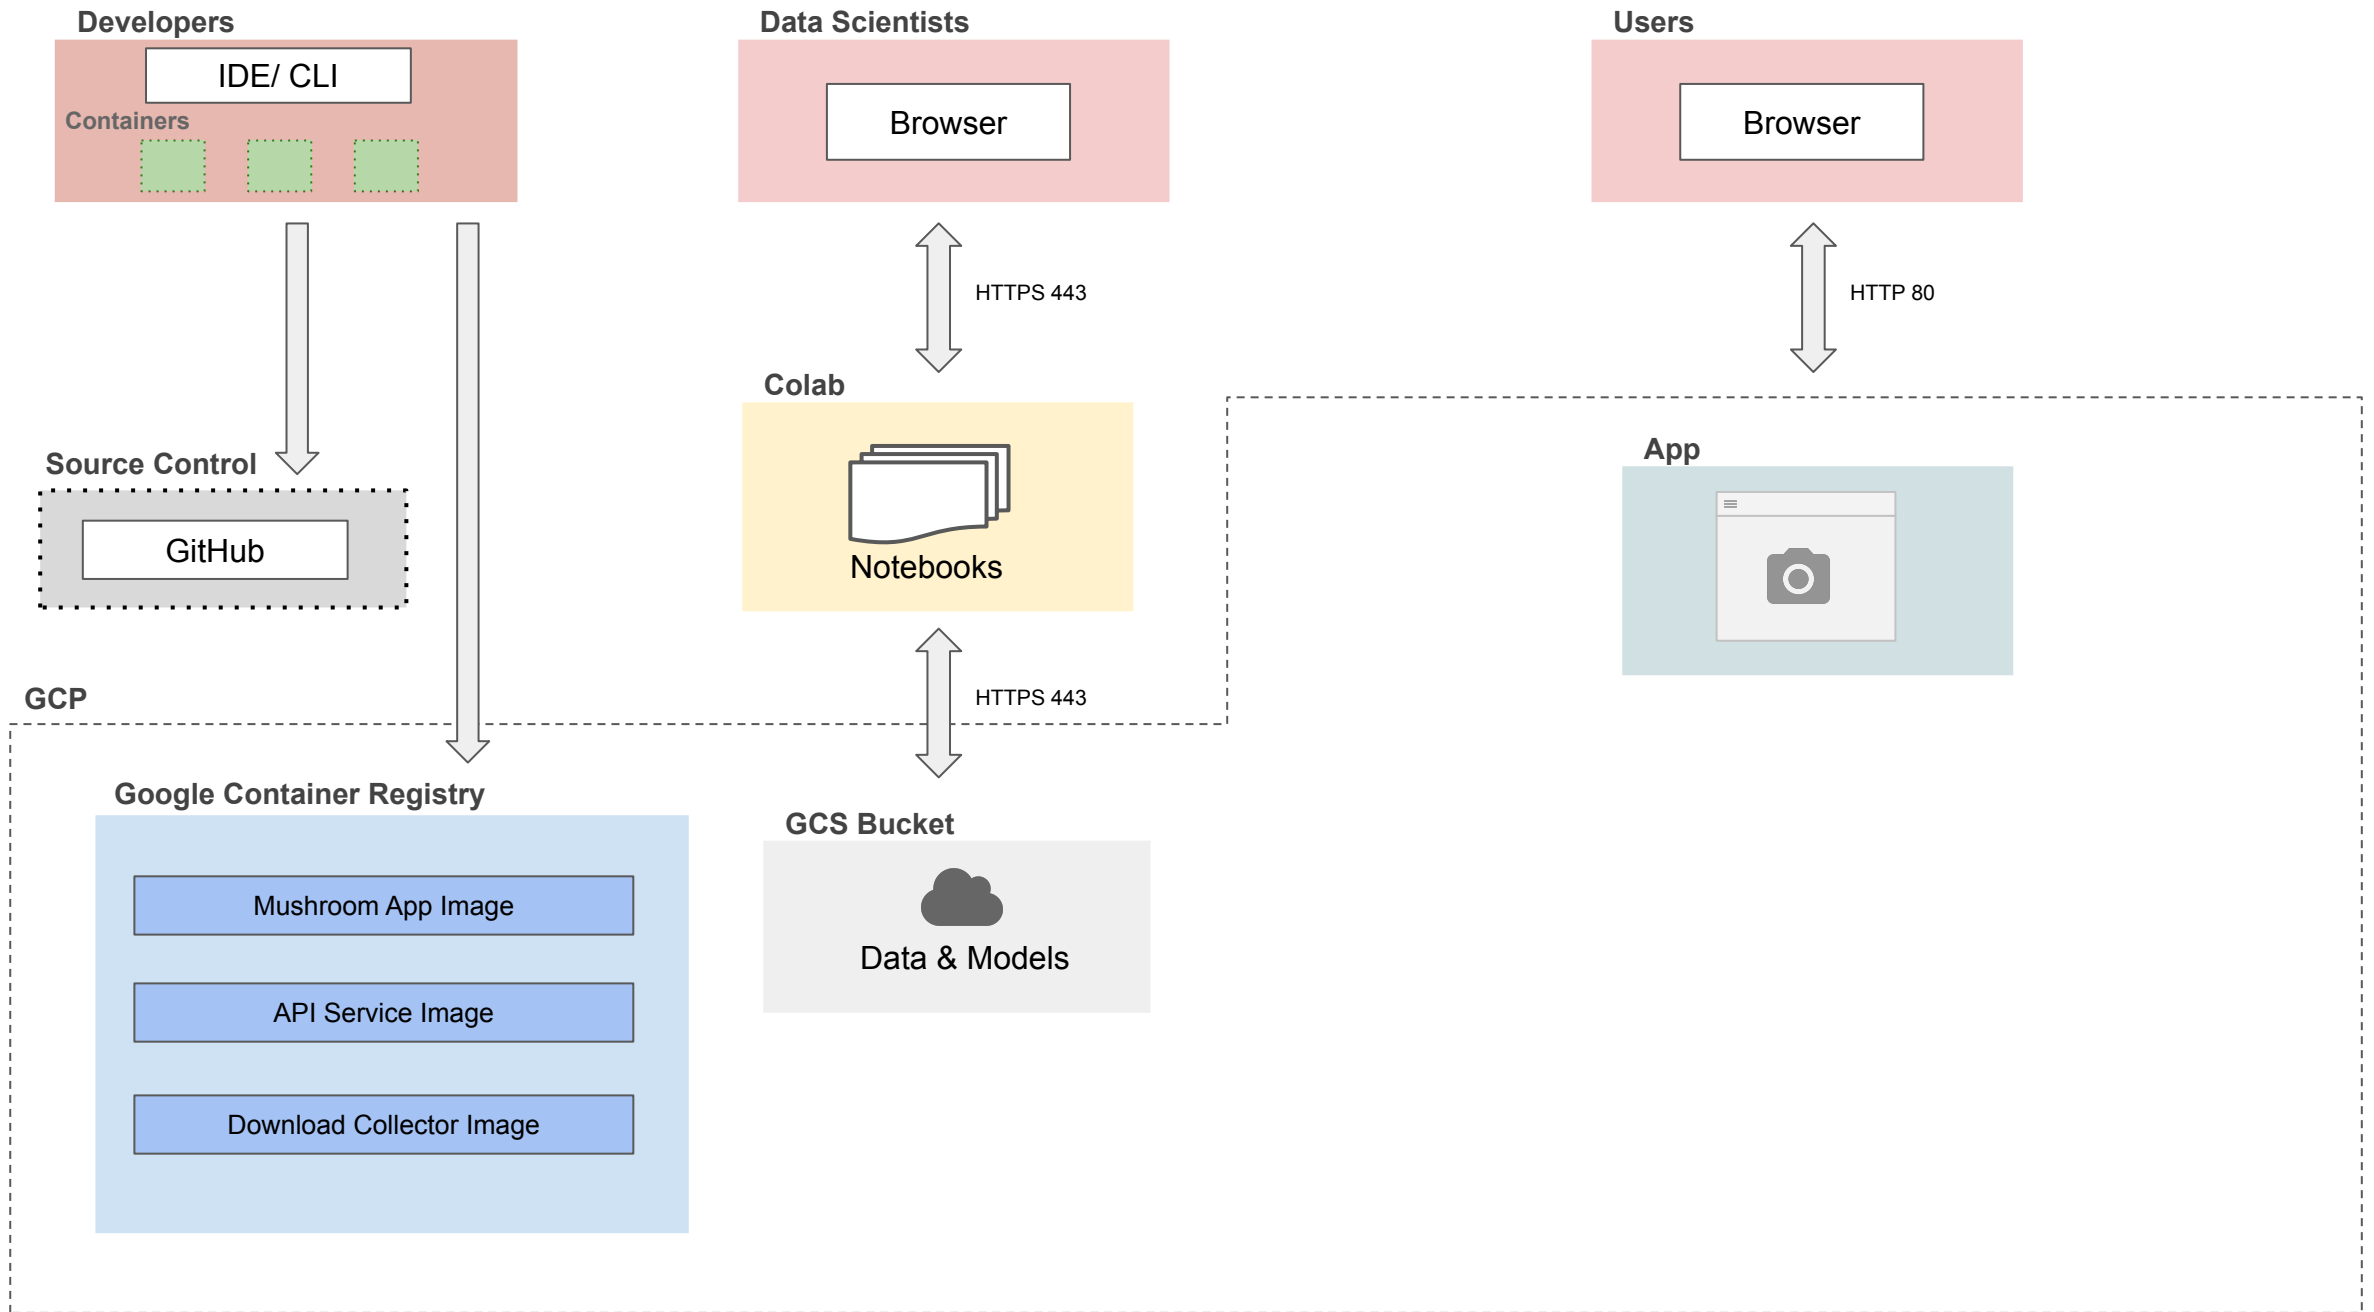 Developers
IDE/ CLI
Containers
Data Scientists
Browser
Users
Browser
HTTPS 443
HTTP 80
Source Control
GitHub
Colab
Notebooks
App
GCP
HTTPS 443
Google Container Registry
Mushroom App Image
API Service Image
Download Collector Image
GCS Bucket
Data & Models